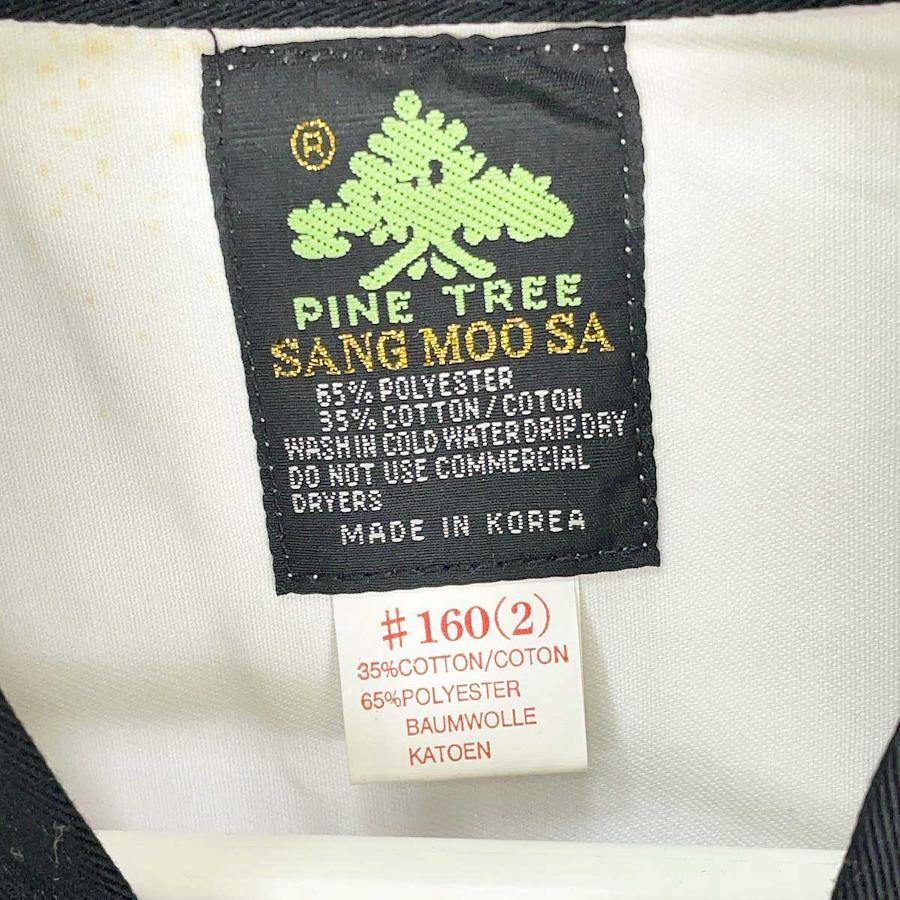 ®
PINE TREE
SANG MOO SA
65% POLYESTER
35% COTTON/COTON
WASH IN COLD WATER DRIP.DRY
DO NOT USE COMMERCIAL
DRYERS
MADE IN KOREA
#160(2)
35%COTTON/COTON
65%POLYESTER
BAUMWOLLE
KATOEN